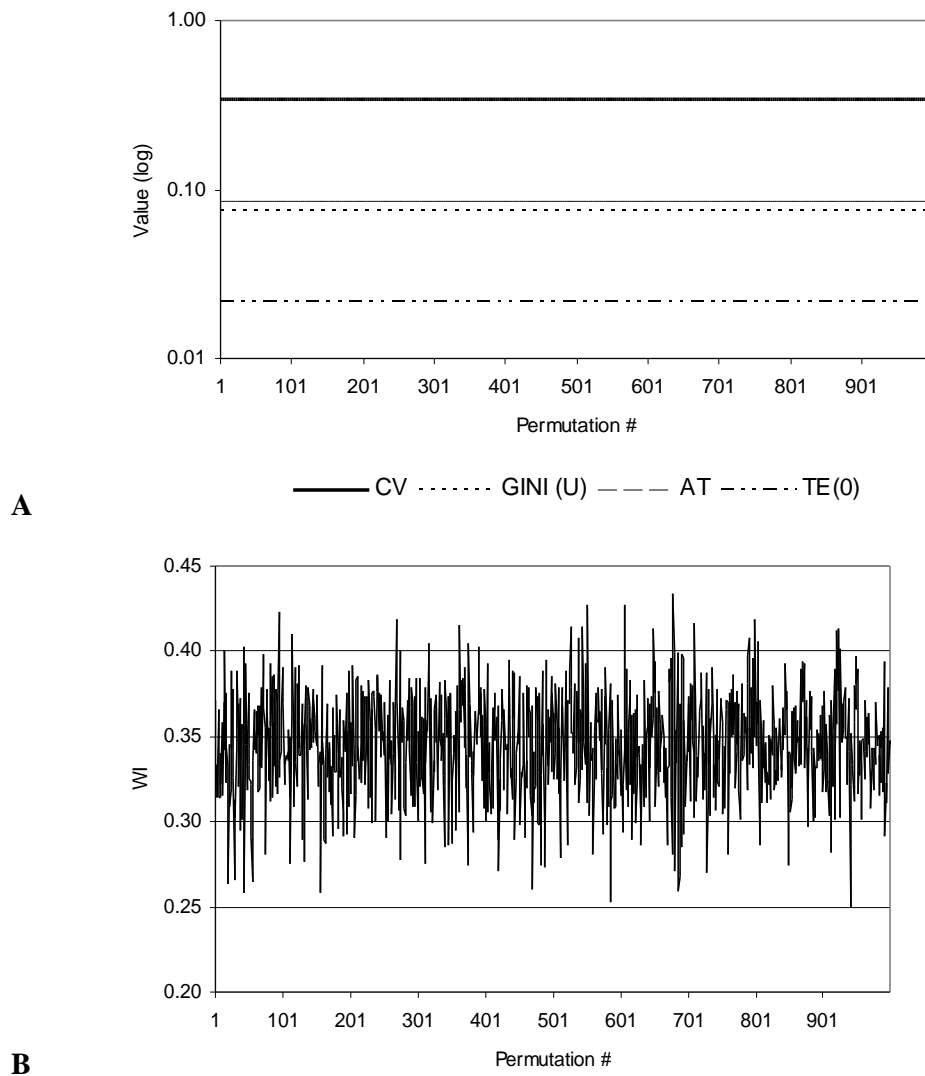 1.00
Value (log)
0.10
0.01
1 101 201 301 401 501 601 701 801 901
Permutation #
A
CV GINI (U) AT TE(0)
0.45
0.40
0.35
WI
0.30
0.25
0.20
1 101 201 301 401 501 601 701 801 901
Permutation #
B